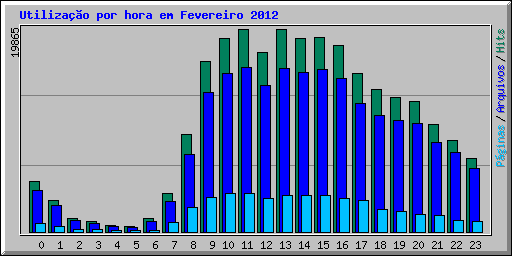 Utilização por hora em Fevereiro 2012
19865
Páginas / Arquivos / Hits
0 1 2 3 4 5 6 7 8 9 10 11 12 13 14 15 16 17 18 19 20 21 22 23